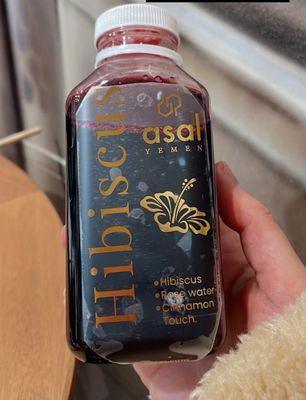 Hibiscus
asal
YEMEN
Hibiscus
Rose water
Cinnamon
Touch.